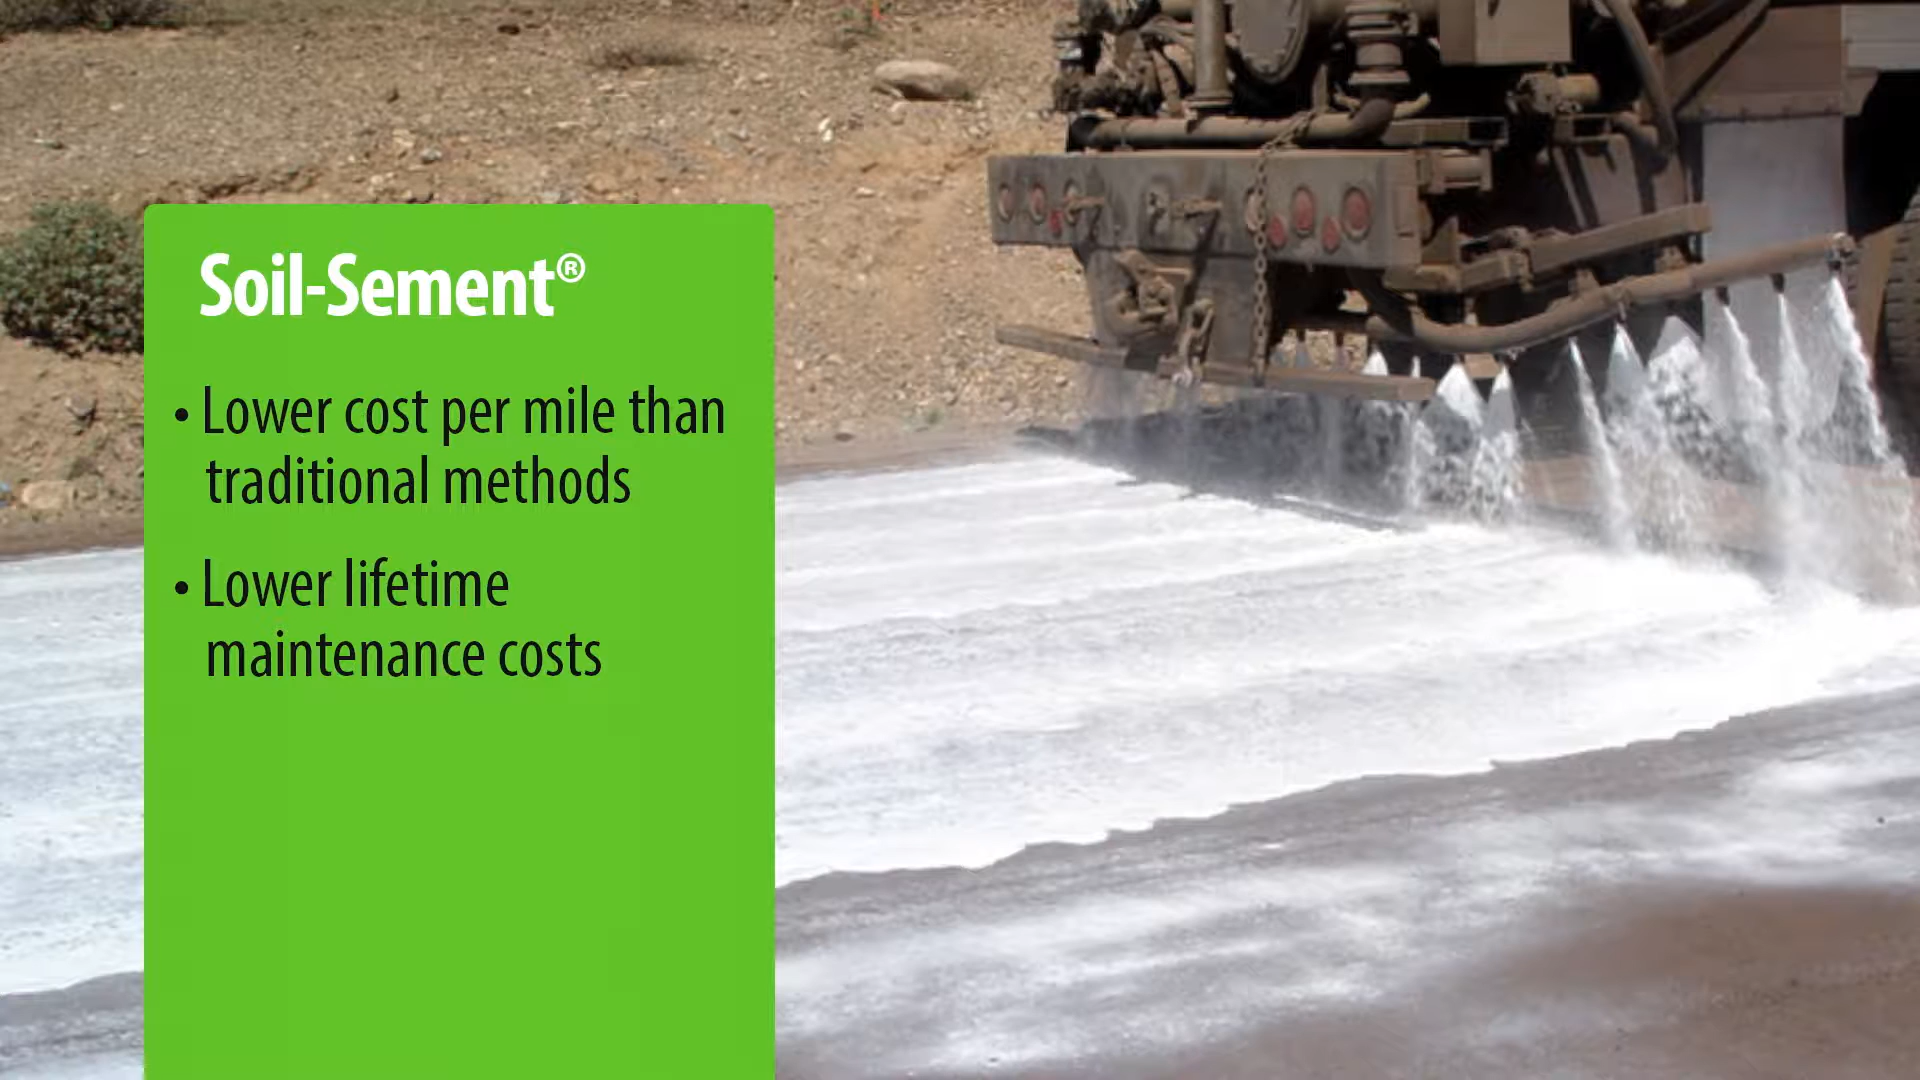 Soil-Sement®
• Lower cost per mile than
traditional methods
• Lower lifetime
maintenance costs